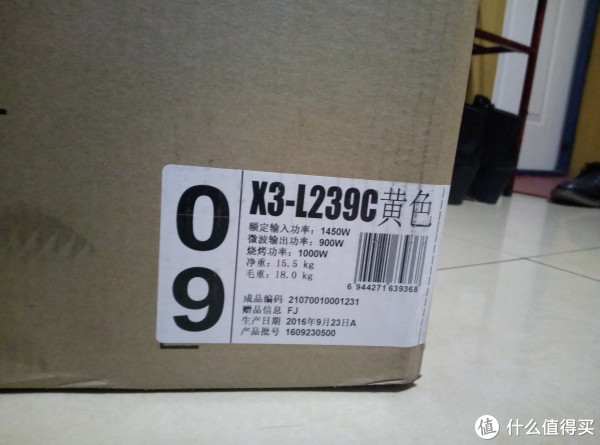 09
X3-L239C黄色
额定输入功率：1450W
微波输出功率：900W
烧烤功率：1000W
净重：15.5 kg
毛重：18.0 kg
6 944271 639368
成品编码 21070010001231
赠品信息 FJ
生产日期 2016年9月23日A
产品批号 1609230500
值 什么值得买